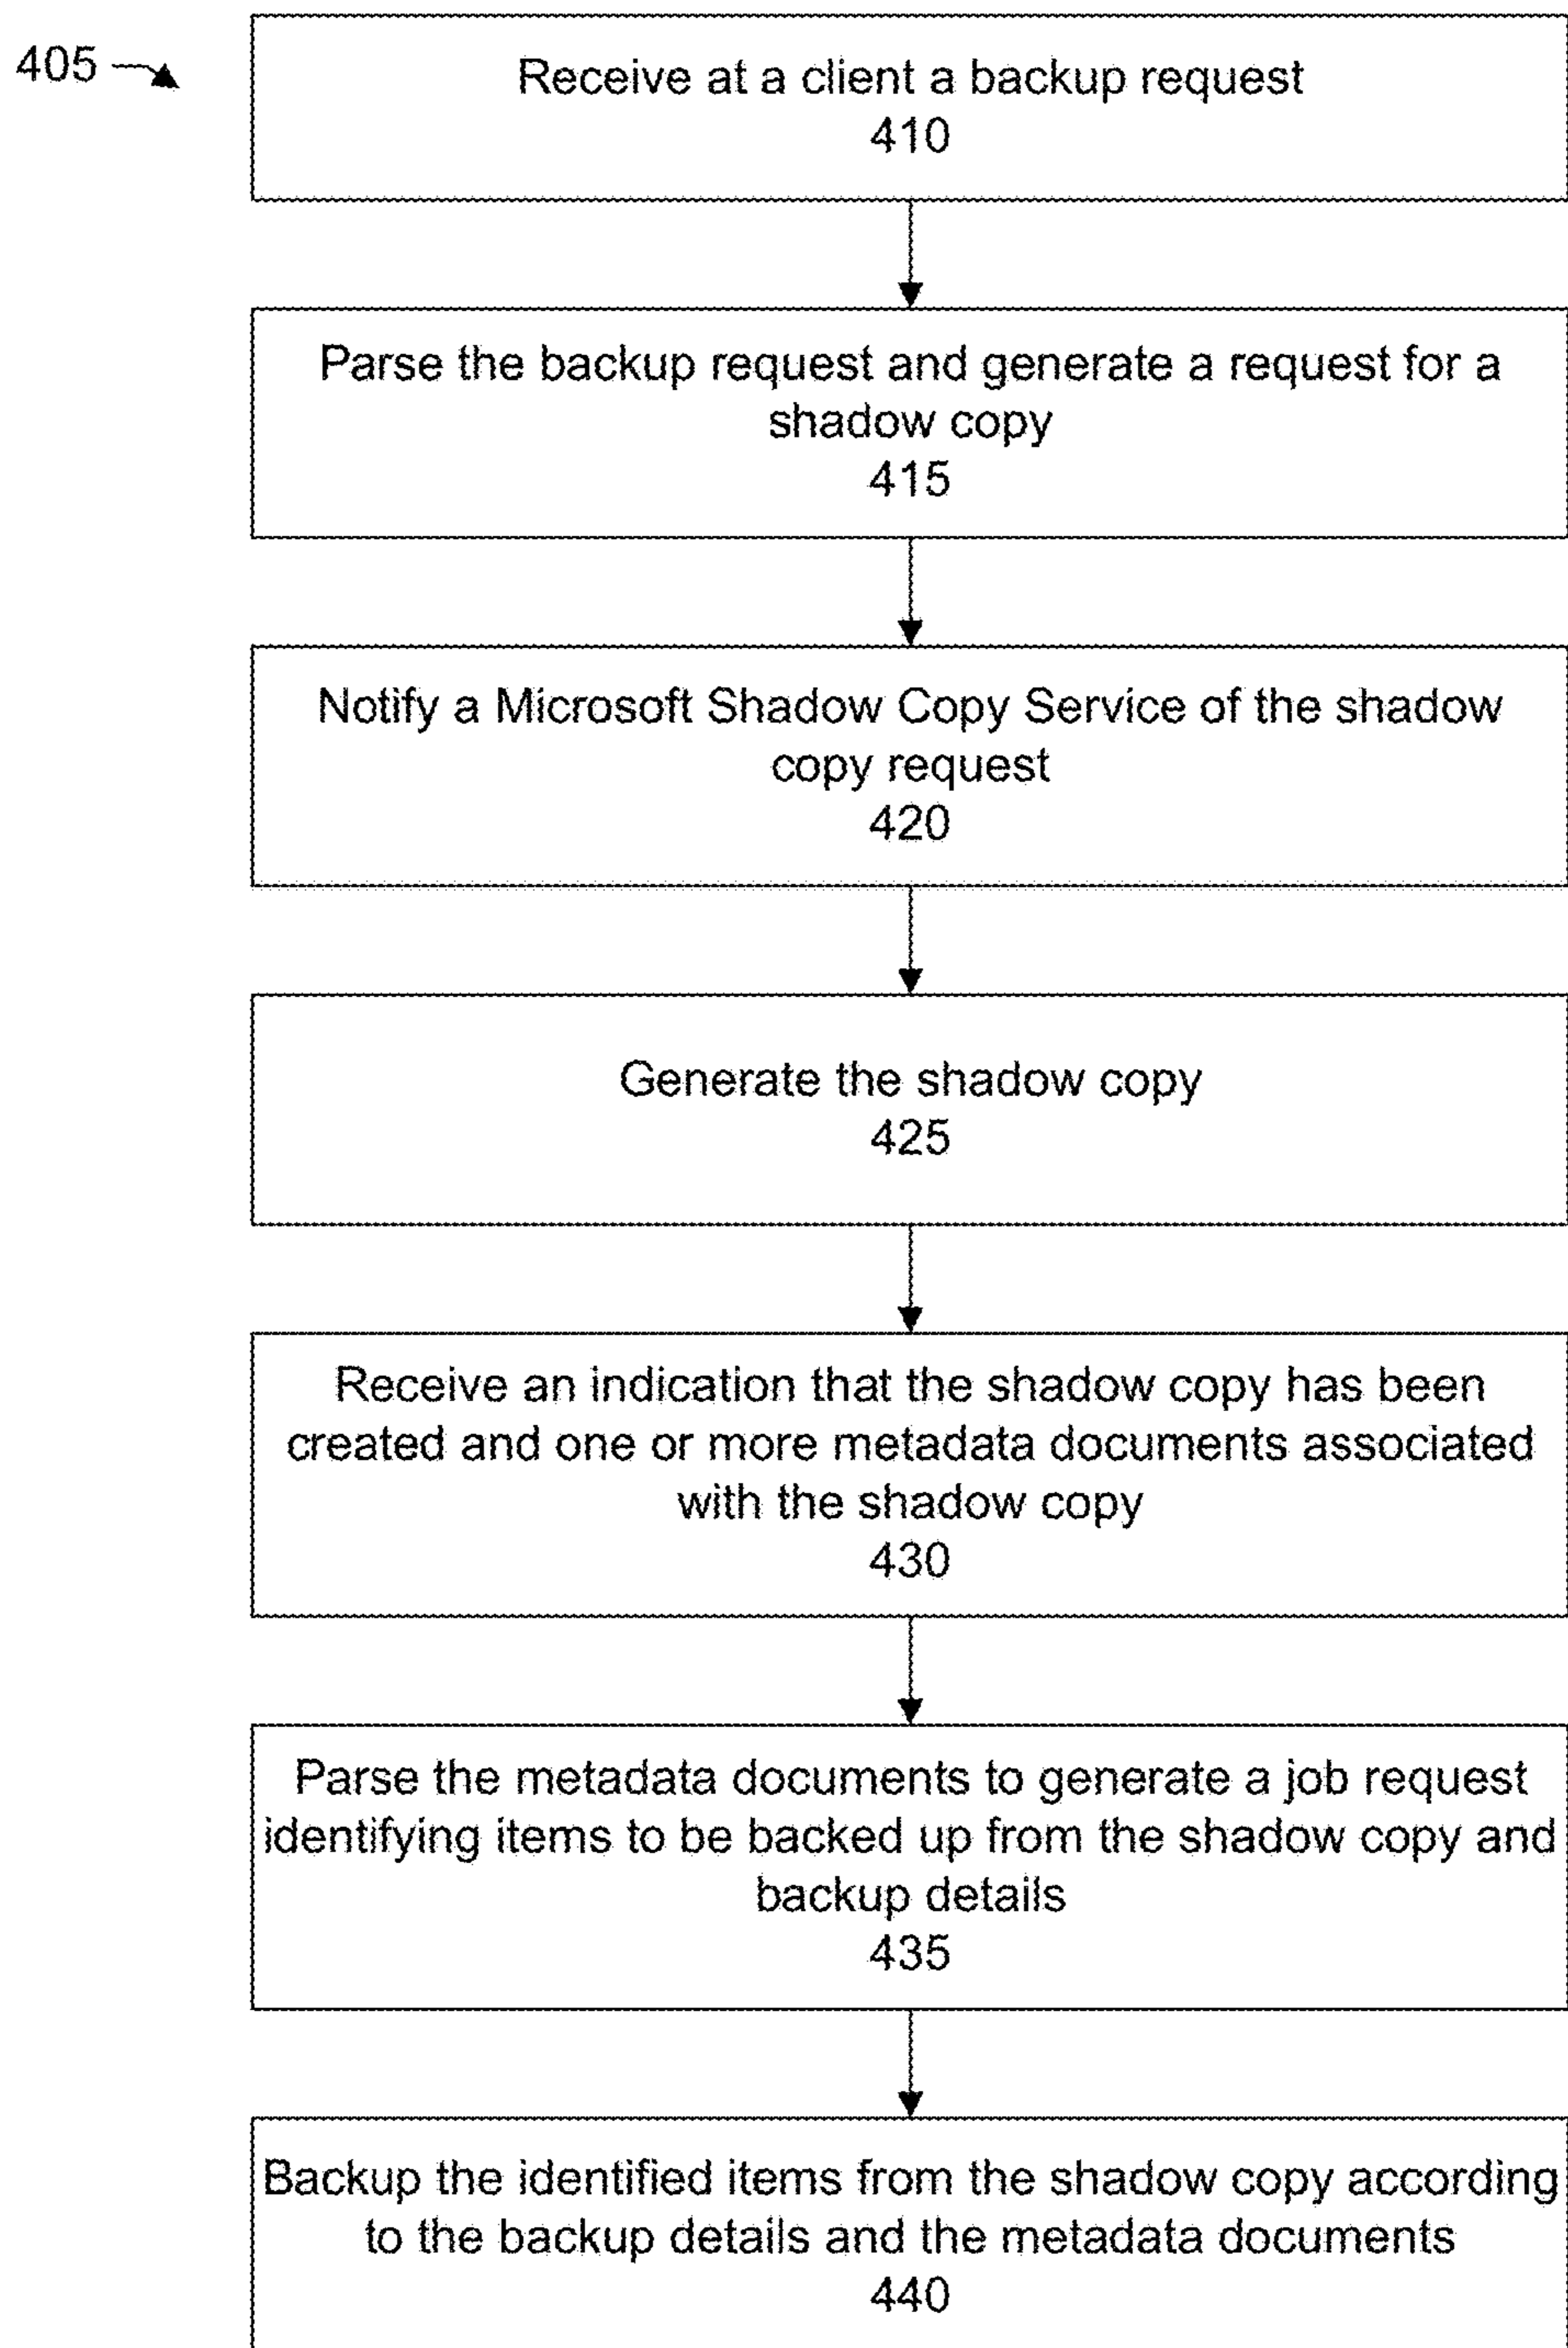 405
Receive at a client a backup request
410
Parse the backup request and generate a request for a
shadow copy
415
Notify a Microsoft Shadow Copy Service of the shadow
copy request
420
Generate the shadow copy
425
Receive an indication that the shadow copy has been
created and one or more metadata documents associated
with the shadow copy
430
Parse the metadata documents to generate a job request
identifying items to be backed up from the shadow copy and
backup details
435
Backup the identified items from the shadow copy according
to the backup details and the metadata documents
440